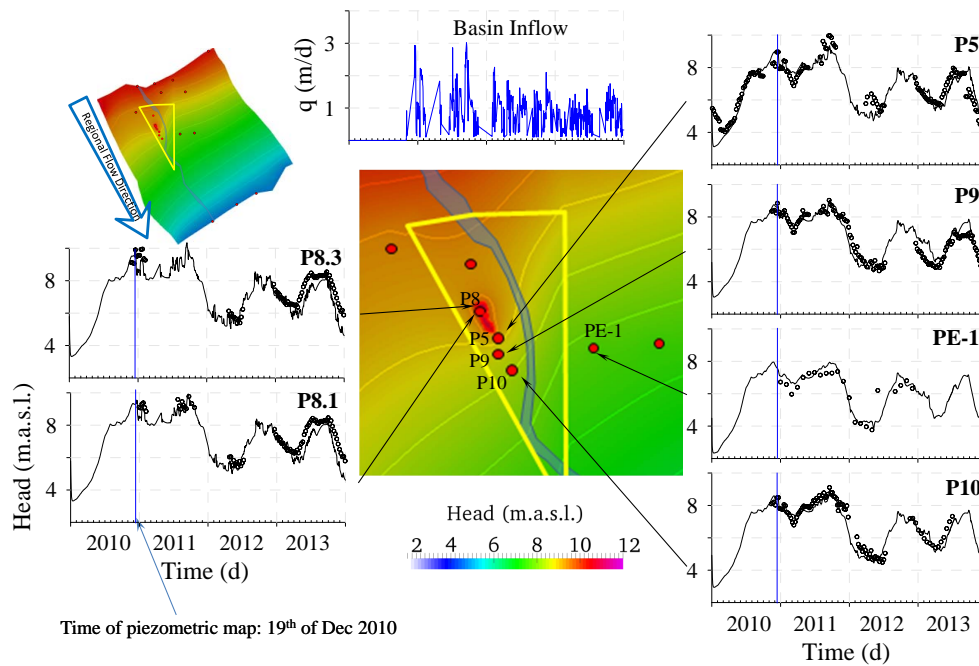 Basin Inflow
q (m/d)
3
1
Regional Flow Direction
P5
8
4
P9
8
4
PE-1
8
4
P10
8
4
2010 2011 2012 2013
Time (d)
P8.3
8
4
P8.1
8
4
Head (m.a.s.l.)
2010 2011 2012 2013
Time (d)
P8
P5
P9
P10
PE-1
Head (m.a.s.l.)
2 4 6 8 10 12
Time of piezometric map: 19th of Dec 2010